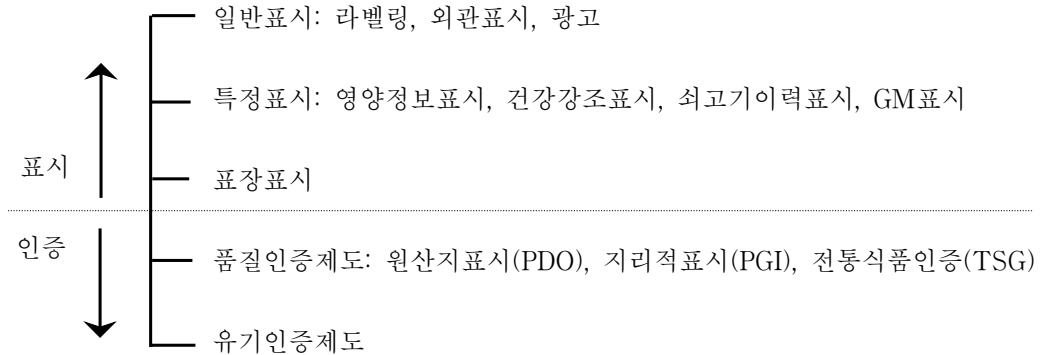 일반표시: 라벨링, 외관표시, 광고
특정표시: 영양정보표시, 건강강조표시, 쇠고기이력표시, GM표시
표시
표장표시
인증
품질인증제도: 원산지표시(PDO), 지리적표시(PGI), 전통식품인증(TSG)
유기인증제도